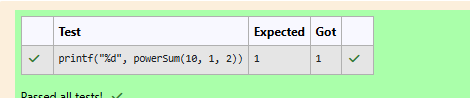 Test Expected Got
printf("%d", powerSum(10, 1, 2)) 1 1
Passed all tests!